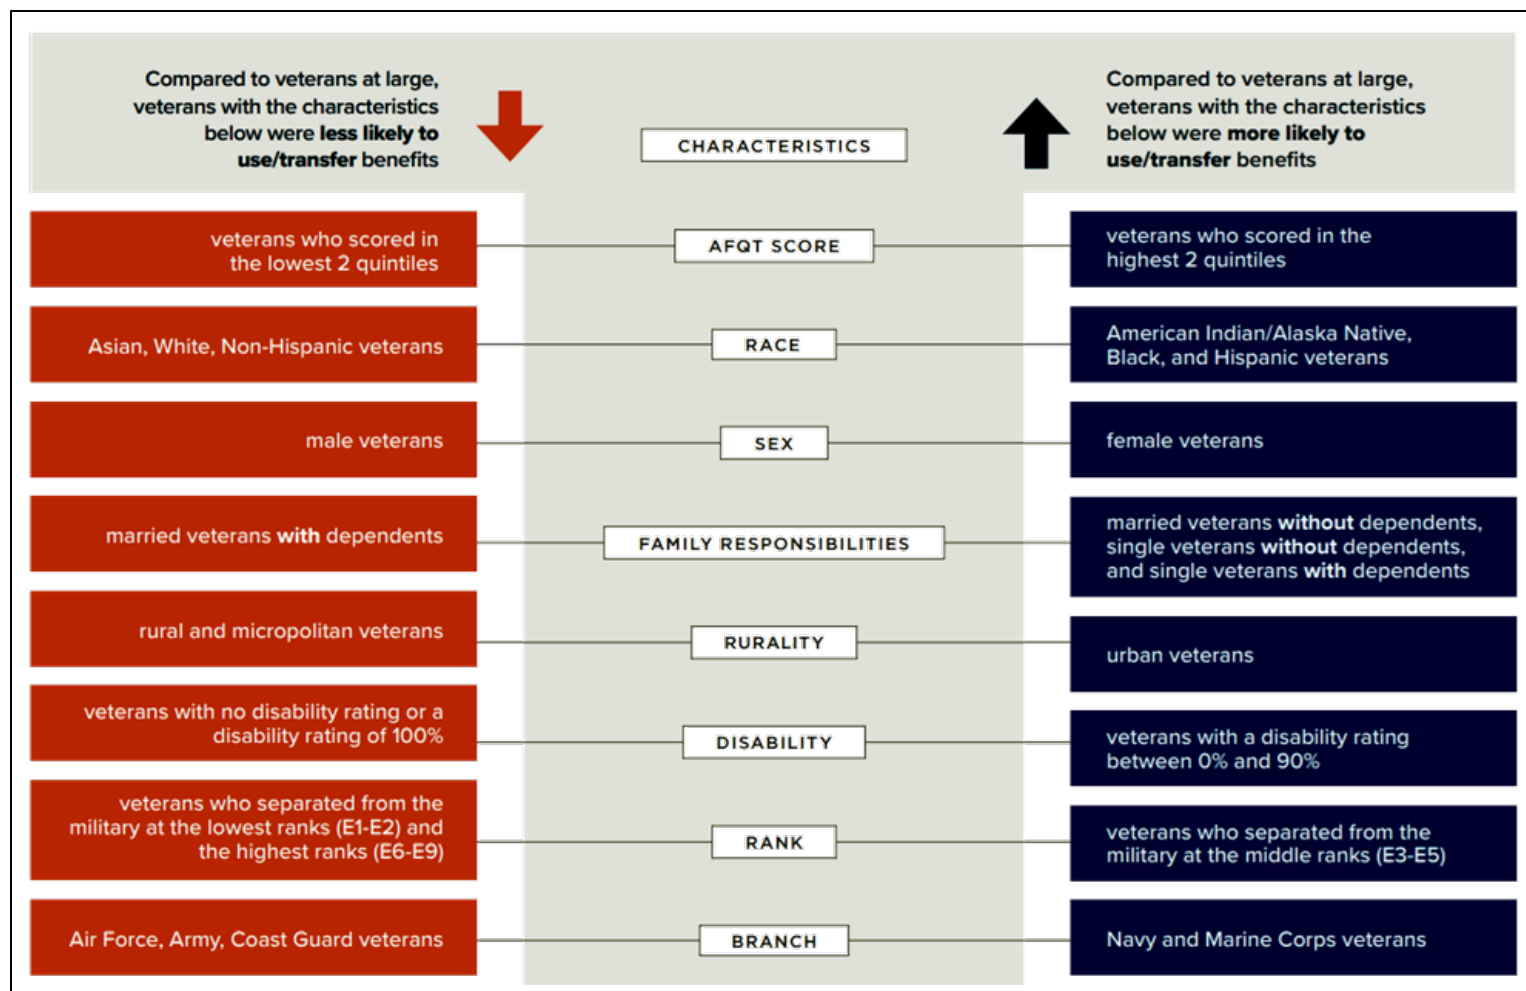 Compared to veterans at large,
veterans with the characteristics
below were less likely to
use/transfer benefits
CHARACTERISTICS
Compared to veterans at large,
veterans with the characteristics
below were more likely to
use/transfer benefits
veterans who scored in
the lowest 2 quintiles
AFQT SCORE
veterans who scored in the
highest 2 quintiles
Asian, White, Non-Hispanic veterans
RACE
American Indian/Alaska Native,
Black, and Hispanic veterans
male veterans
SEX
female veterans
married veterans with dependents
FAMILY RESPONSIBILITIES
married veterans without dependents,
single veterans without dependents,
and single veterans with dependents
rural and micropolitan veterans
RURALITY
urban veterans
veterans with no disability rating or a
disability rating of 100%
DISABILITY
veterans with a disability rating
between 0% and 90%
veterans who separated from the
military at the lowest ranks (E1-E2) and
the highest ranks (E6-E9)
RANK
veterans who separated from the
military at the middle ranks (E3-E5)
Air Force, Army, Coast Guard veterans
BRANCH
Navy and Marine Corps veterans